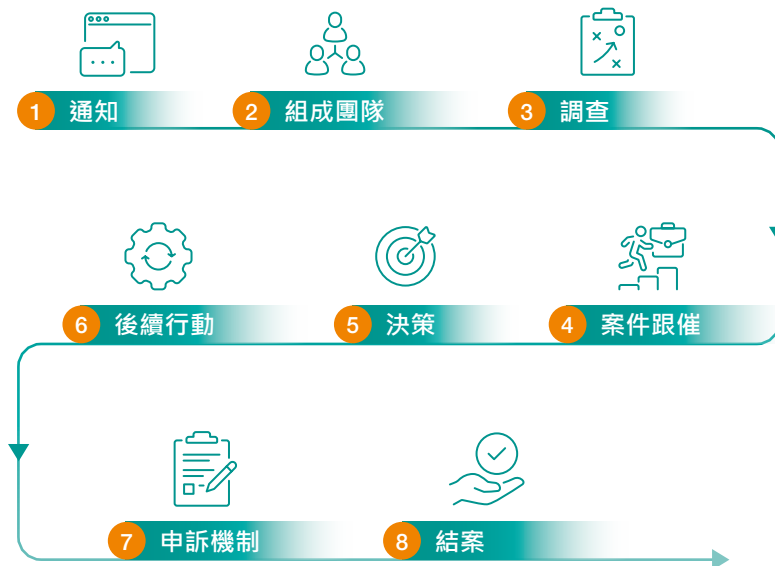 1 通知
2 組成團隊
3 調查
6 後續行動
5 決策
4 案件跟催
7 申訴機制
8 結案